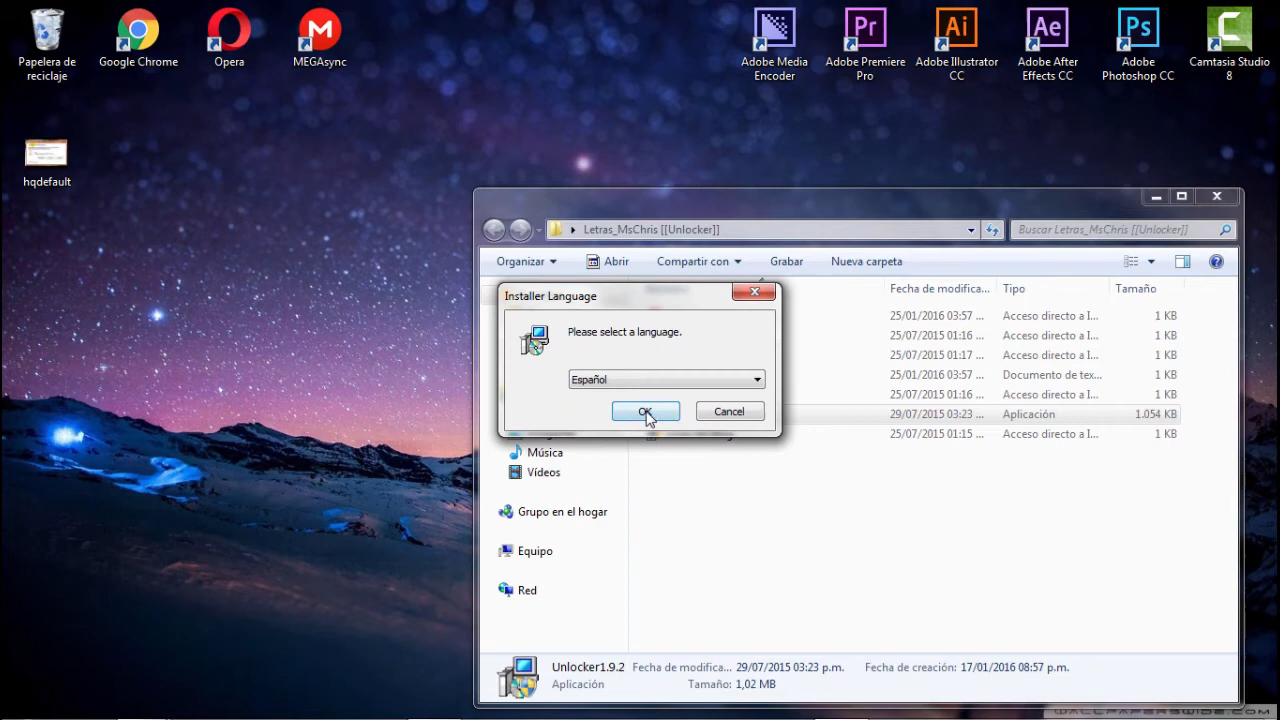 Papela de
reciclaje
Google Chrome
Opera
MEGAsync
Adobe Media
Encoder
Adobe Premiere
Pro
Adobe Illustrator
CC
Adobe After
Effects CC
Adobe
Photoshop CC
Camtasia Studio
8
M
Pr
Ai
Ae
Ps
hqdefault
Letras_MsChris [[Unlocker]]
Buscar Letras_MsChris [[Unlocker]]
Organizar
Abrir
Compartir con
Grabar
Nueva carpeta
Fecha de modifica...
Tipo
Tamaño
Installer Language
Please select a language.
Español
OK
Cancel
25/01/2016 03:57 ...
Acceso directo a I...
1 KB
25/07/2015 01:16 ...
Acceso directo a I...
1 KB
25/07/2015 01:17 ...
Acceso directo a I...
1 KB
25/01/2016 03:57 ...
Documento de tex...
1 KB
25/07/2015 01:16 ...
Acceso directo a I...
1 KB
29/07/2015 03:23 ...
Aplicación
1.054 KB
25/07/2015 01:15 ...
Acceso directo a I...
1 KB
Música
Vídeos
Grupo en el hogar
Equipo
Red
Unlocker1.9.2
Fecha de modifica...
29/07/2015 03:23 p.m.
Fecha de creación:
17/01/2016 08:57 p.m.
Aplicación
Tamaño:
1,02 MB